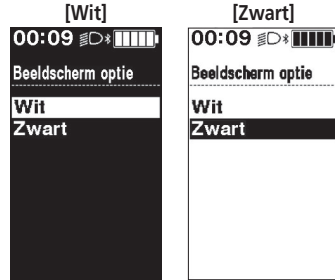 [Wit] [Zwart]
00:09 00:09
Beeldscherm optie Beeldscherm optie
Wit Wit
Zwart Zwart